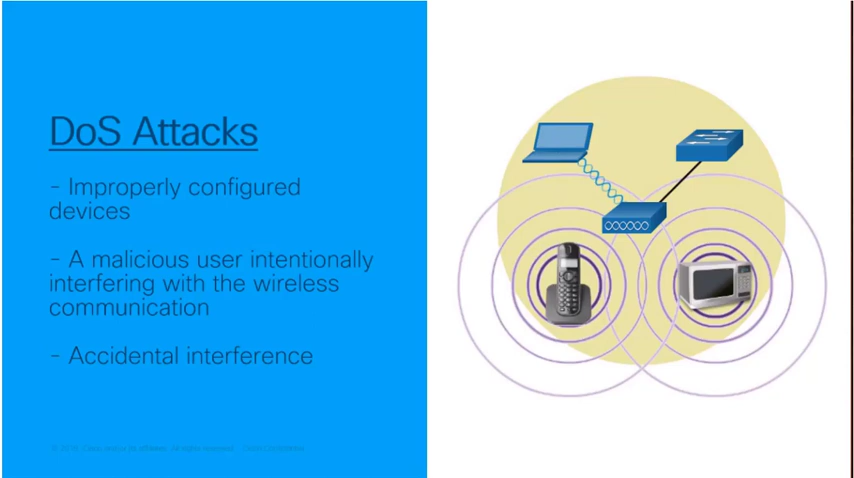 DoS Attacks
- Improperly configured
devices
- A malicious user intentionally
interfering with the wireless
communication
- Accidental interference